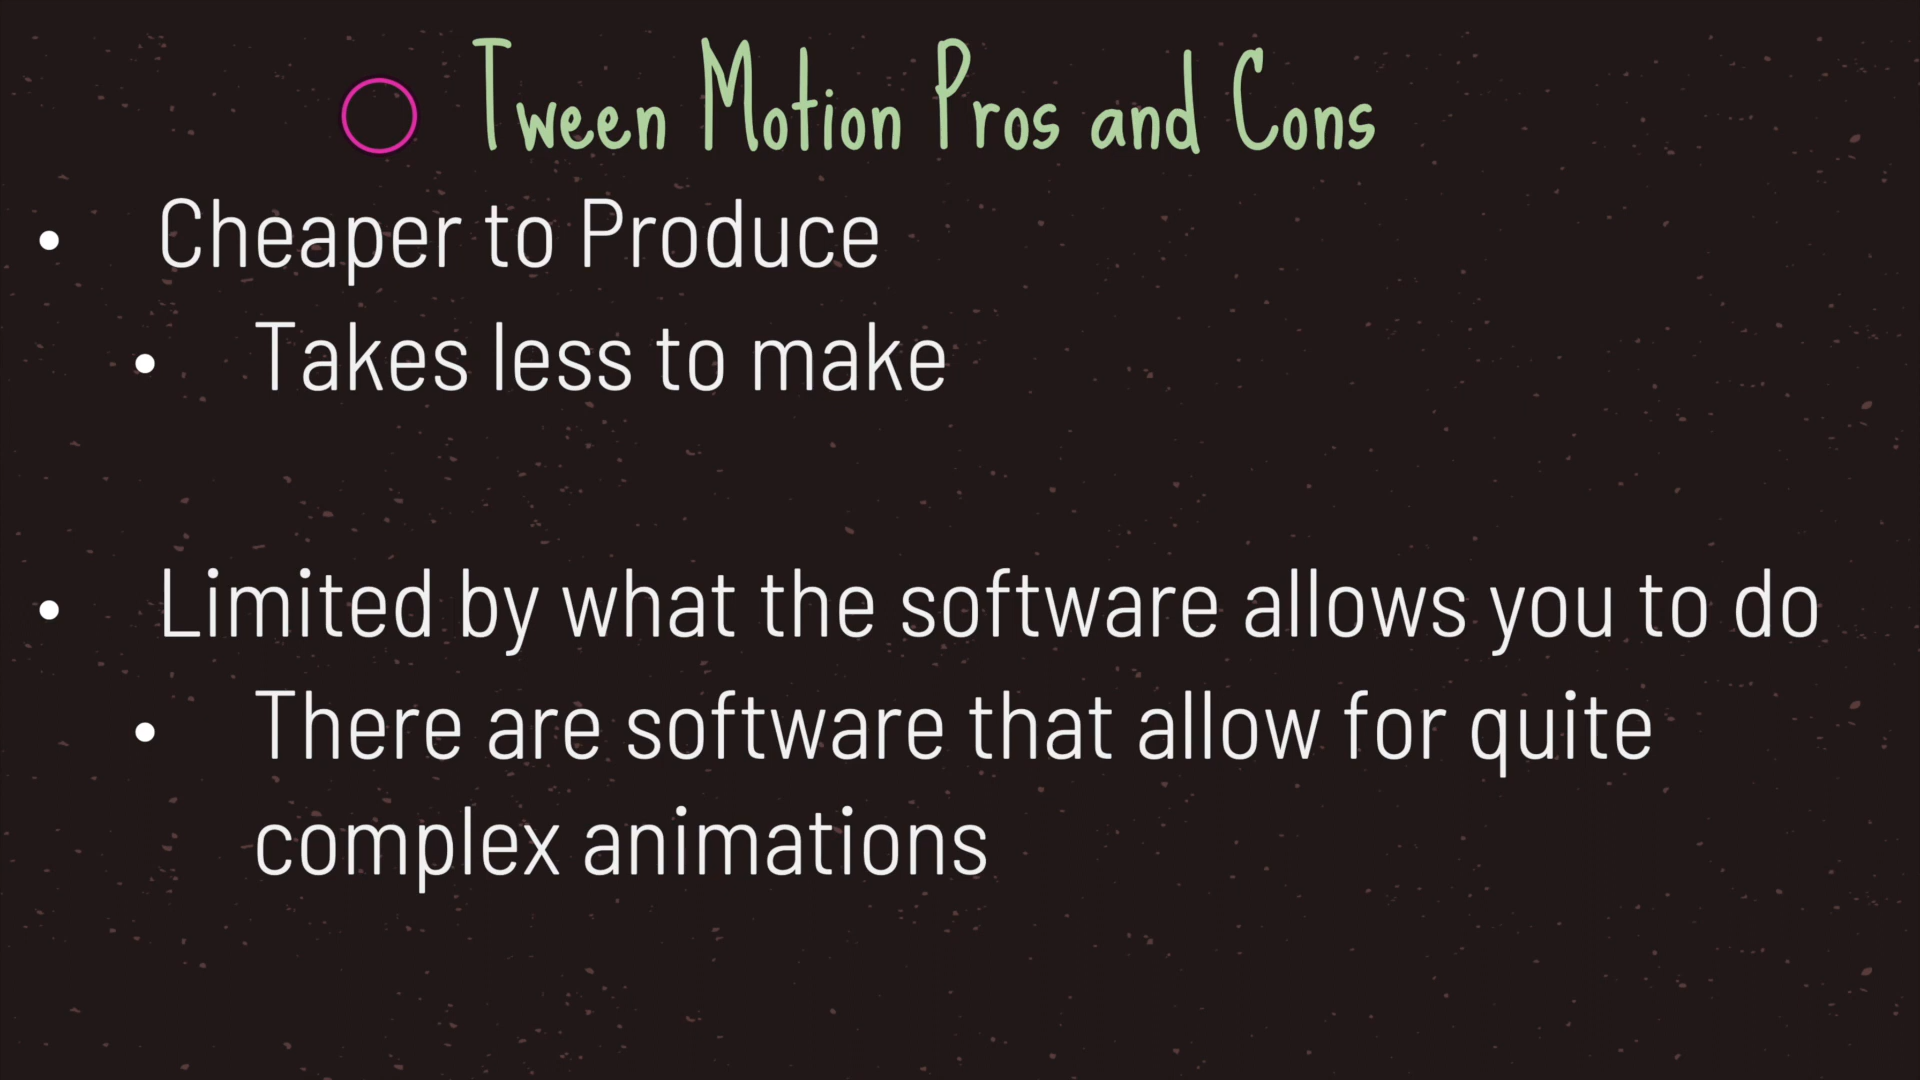 Tween Motion Pros and Cons
• Cheaper to Produce
• Takes less to make
• Limited by what the software allows you to do
• There are software that allow for quite
complex animations